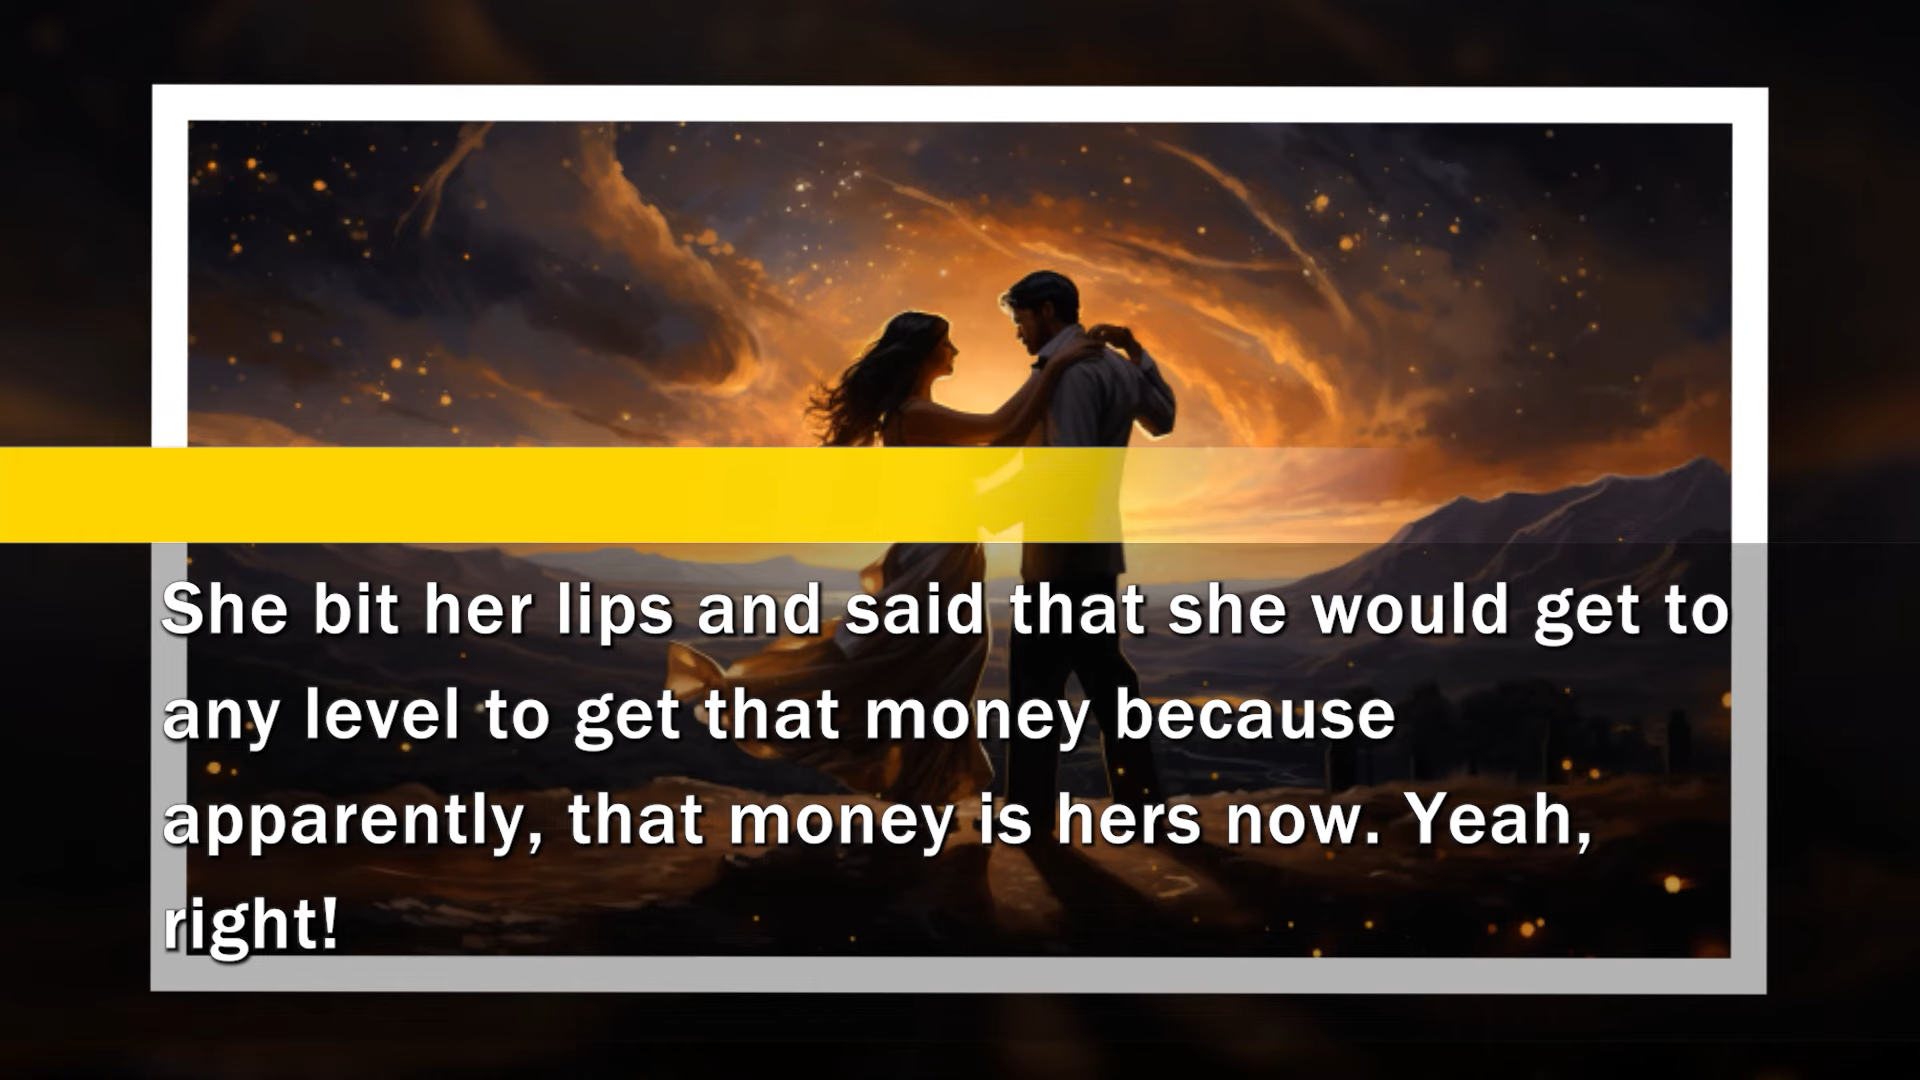 She bit her lips and said that she would get to
any level to get that money because
apparently, that money is hers now. Yeah,
right!